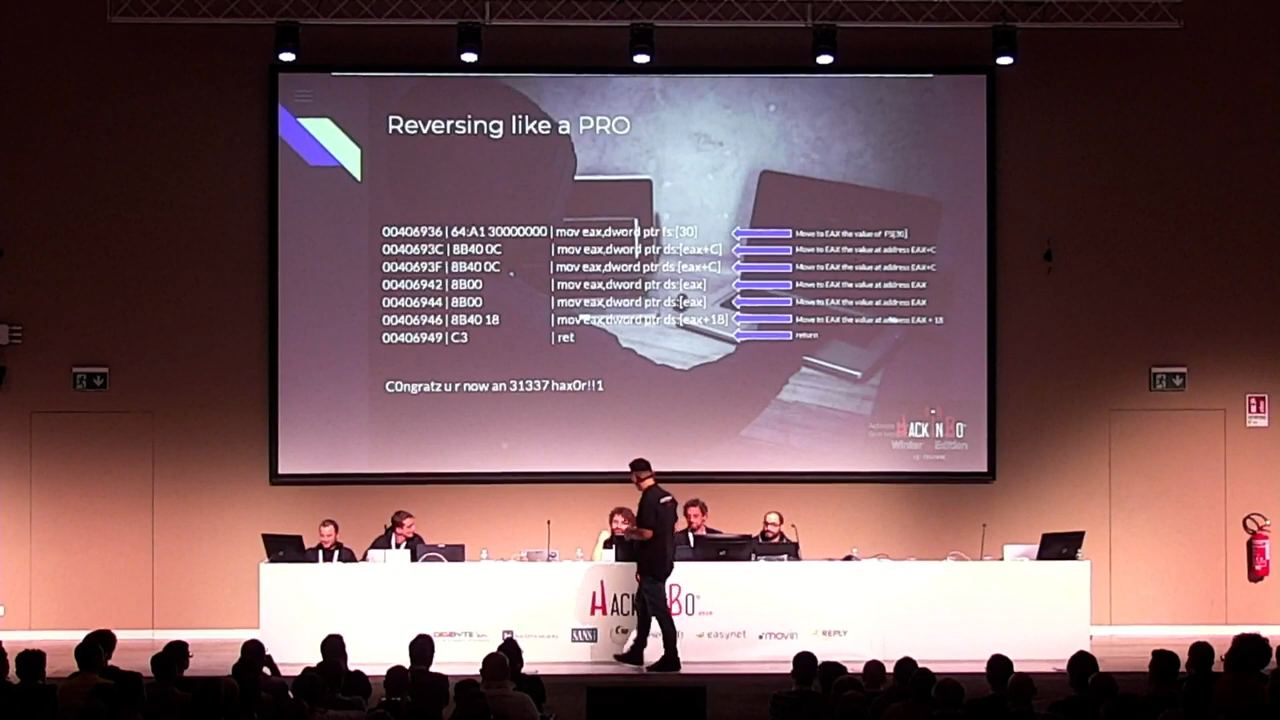 Reversing like a PRO
00406936 | 64:A1 30000000 | mov eax,dword ptr fs:[30] Move to EAX the value of FS[30]
0040693C | 8B40 0C | mov eax,dword ptr ds:[eax+C] Move to EAX the value at address EAX+C
0040693F | 8B40 0C | mov eax,dword ptr ds:[eax+C] Move to EAX the value at address EAX+C
00406942 | 8B00 | mov eax,dword ptr ds:[eax] Move to EAX the value at address EAX
00406944 | 8B00 | mov eax,dword ptr ds:[eax] Move to EAX the value at address EAX
00406946 | 8B40 18 | mov eax,dword ptr ds:[eax+18] Move to EAX the value at address EAX + 18
00406949 | C3 | ret return
C0ngratz u r now an 31337 hax0r!!1
HACKINBO
Winter Edition
HACK BO
SANS easynet movin REPLY